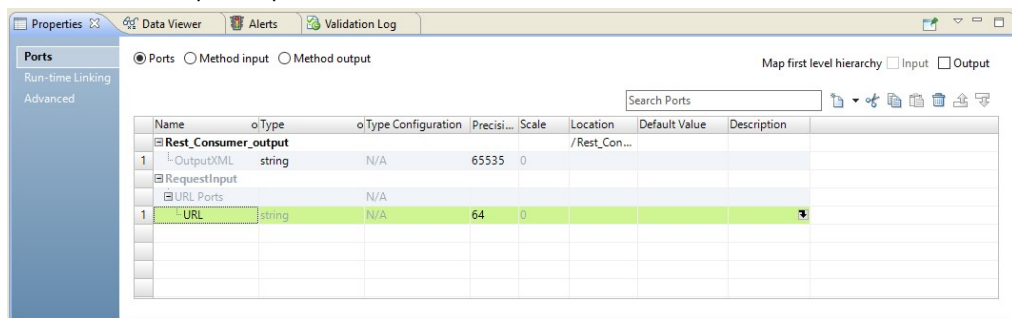 Properties Data Viewer Alerts Validation Log
Ports Ports Method input Method output Map first level hierarchy Input Output
Run-time Linking
Advanced
Search Ports
Name Type Type Configuration Precisi... Scale Location Default Value Description
Rest_Consumer_output /Rest_Con...
1 OutputXML string N/A 65535 0
RequestInput
URL Ports N/A
1 URL string N/A 64 0